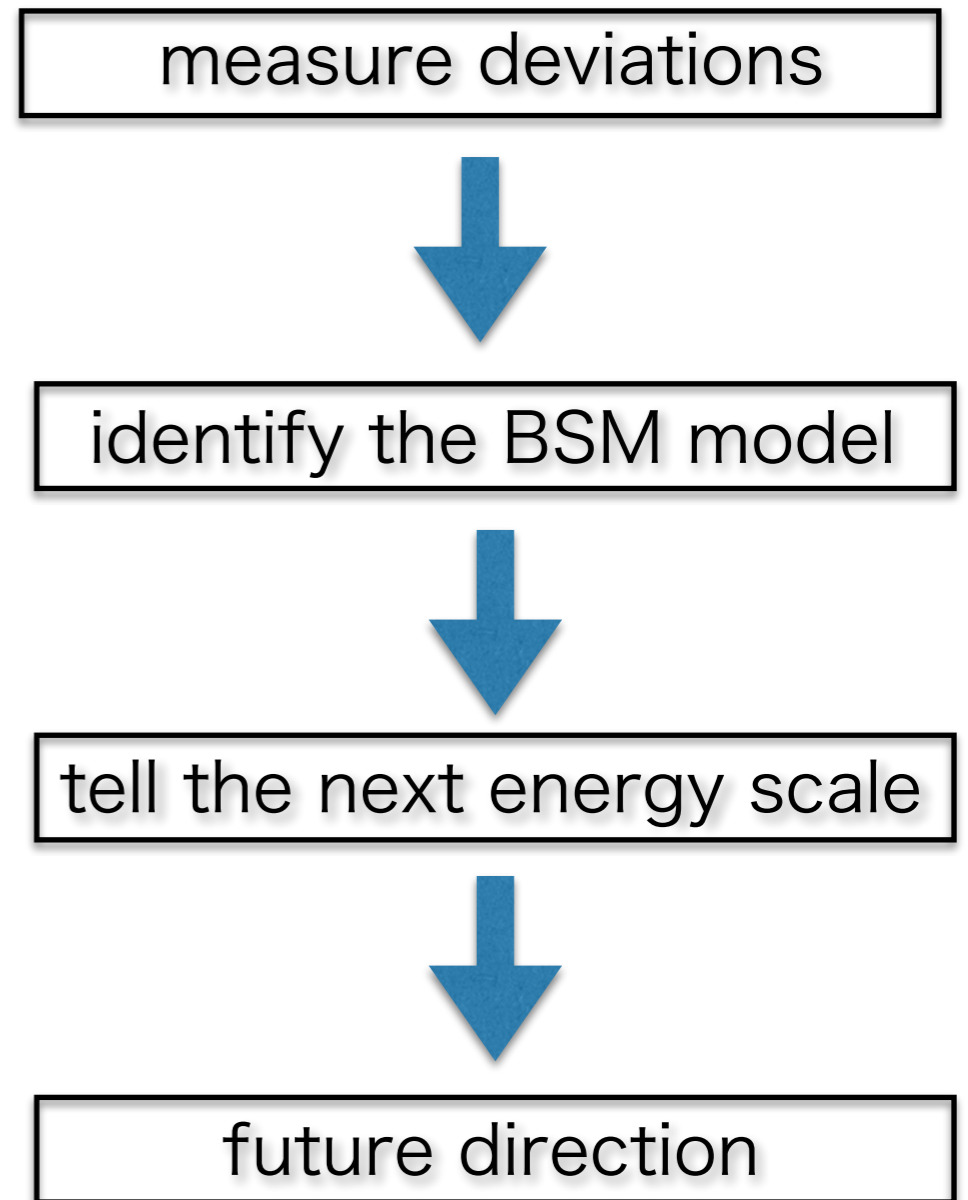 measure deviations
identify the BSM model
tell the next energy scale
future direction